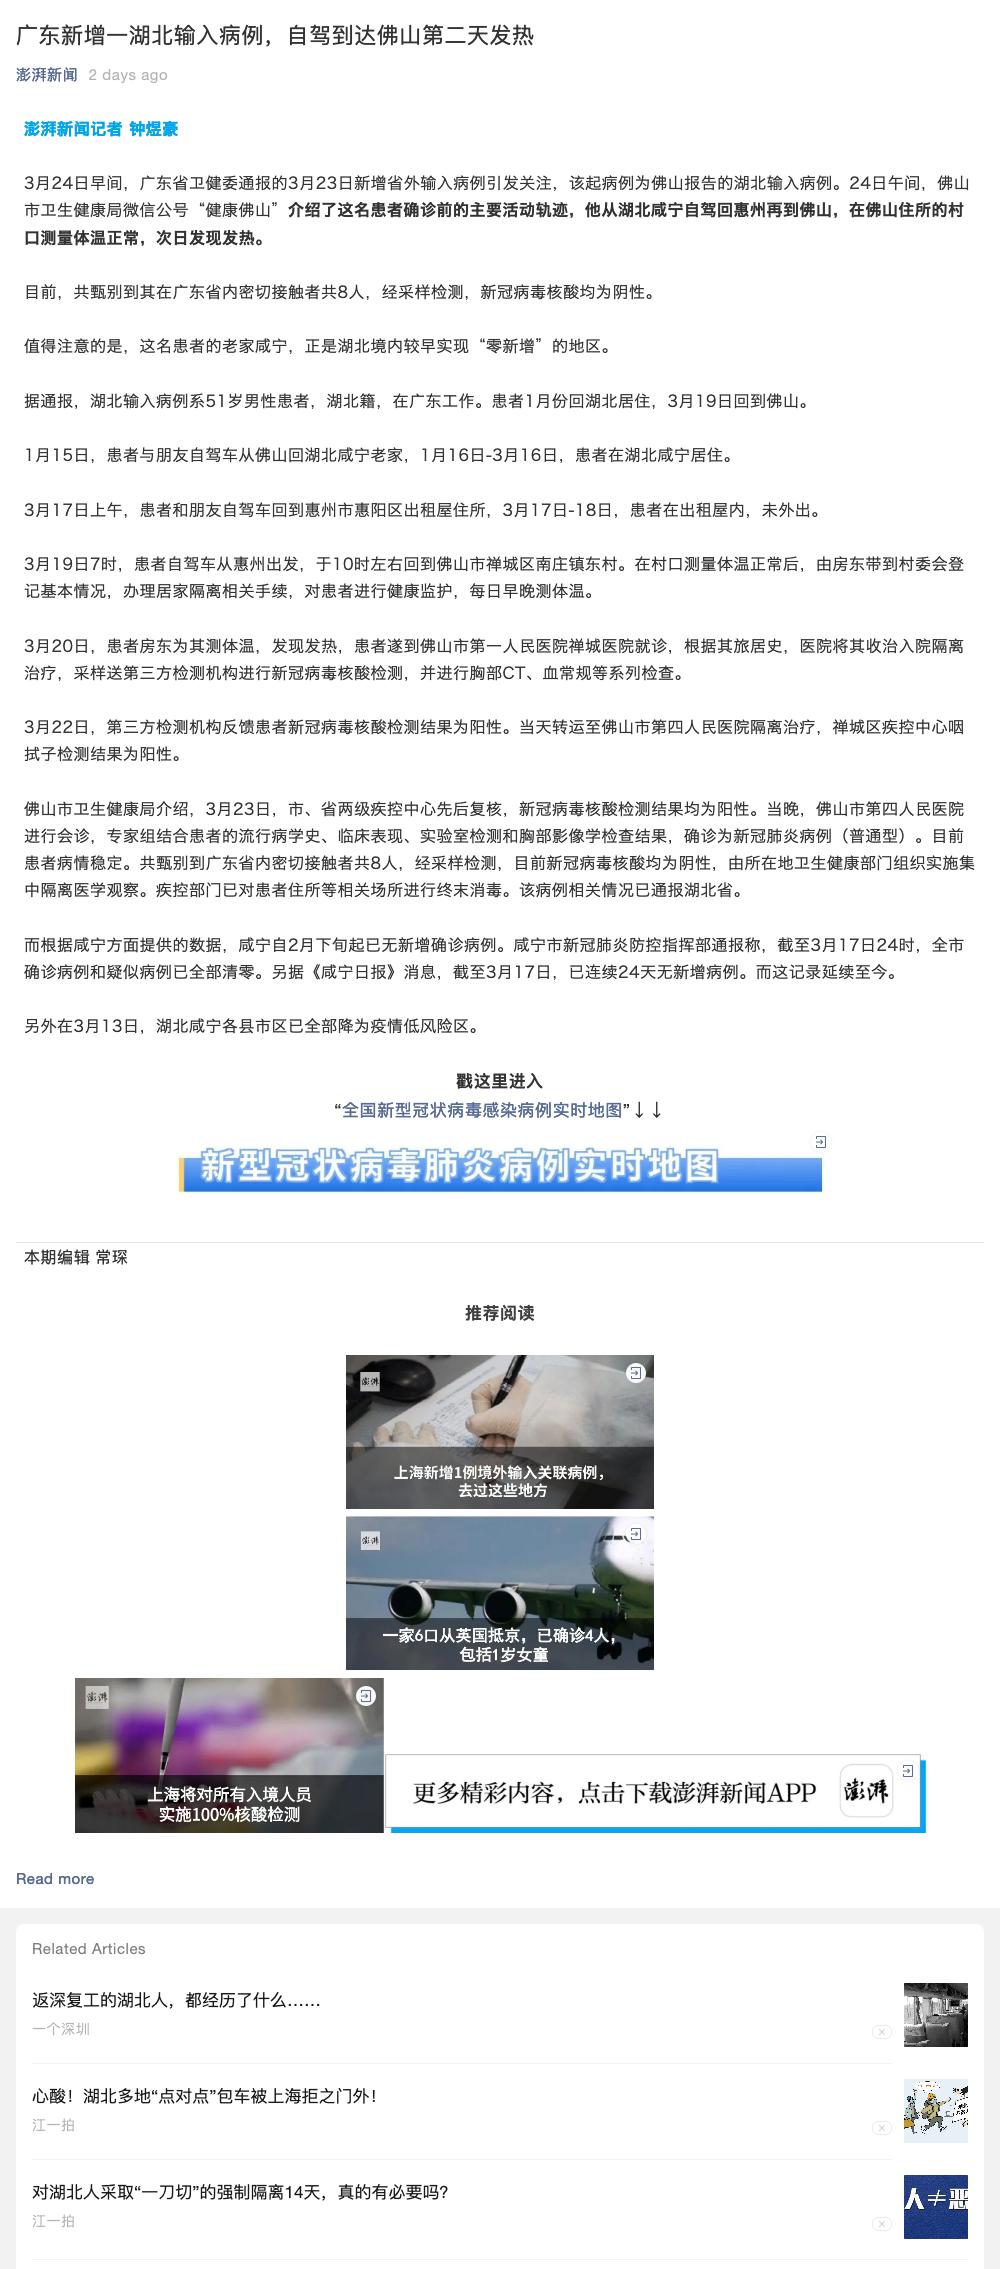 广东新增一湖北输入病例，自驾到达佛山第二天发热
澎湃新闻 2 days ago
澎湃新闻记者 钟煜豪
3月24日早间，广东省卫健委通报的3月23日新增省外输入病例引发关注，该起病例为佛山报告的湖北输入病例。24日午间，佛山
市卫生健康局微信公号“健康佛山”介绍了这名患者确诊前的主要活动轨迹，他从湖北咸宁自驾回惠州再到佛山，在佛山住所的村
口测量体温正常，次日发现发热。
目前，共甄别到其在广东省内密切接触者共8人，经采样检测，新冠病毒核酸均为阴性。
值得注意的是，这名患者的老家咸宁，正是湖北境内较早实现“零新增”的地区。
据通报，湖北输入病例系51岁男性患者，湖北籍，在广东工作。患者1月份回湖北居住，3月19日回到佛山。
1月15日，患者与朋友自驾车从佛山回湖北咸宁老家，1月16日-3月16日，患者在湖北咸宁居住。
3月17日上午，患者和朋友自驾车回到惠州市惠阳区出租屋住所，3月17日-18日，患者在出租屋内，未外出。
3月19日7时，患者自驾车从惠州出发，于10时左右回到佛山市禅城区南庄镇东村。在村口测量体温正常后，由房东带到村委会登
记基本情况，办理居家隔离相关手续，对患者进行健康监护，每日早晚测体温。
3月20日，患者房东为其测体温，发现发热，患者遂到佛山市第一人民医院禅城医院就诊，根据其旅居史，医院将其收治入院隔离
治疗，采样送第三方检测机构进行新冠病毒核酸检测，并进行胸部CT、血常规等系列检查。
3月22日，第三方检测机构反馈患者新冠病毒核酸检测结果为阳性。当天转运至佛山市第四人民医院隔离治疗，禅城区疾控中心咽
拭子检测结果为阳性。
佛山市卫生健康局介绍，3月23日，市、省两级疾控中心先后复核，新冠病毒核酸检测结果均为阳性。当晚，佛山市第四人民医院
进行会诊，专家组结合患者的流行病学史、临床表现、实验室检测和胸部影像学检查结果，确诊为新冠肺炎病例（普通型）。目前
患者病情稳定。共甄别到广东省内密切接触者共8人，经采样检测，目前新冠病毒核酸均为阴性，由所在地卫生健康部门组织实施集
中隔离医学观察。疾控部门已对患者住所等相关场所进行终末消毒。该病例相关情况已通报湖北省。
而根据咸宁方面提供的数据，咸宁自2月下旬起已无新增确诊病例。咸宁市新冠肺炎防控指挥部通报称，截至3月17日24时，全市
确诊病例和疑似病例已全部清零。另据《咸宁日报》消息，截至3月17日，已连续24天无新增病例。而这记录延续至今。
另外在3月13日，湖北咸宁各县市区已全部降为疫情低风险区。
戳这里进入
“全国新型冠状病毒感染病例实时地图”↓↓
新型冠状病毒肺炎病例实时地图
本期编辑 常琛
推荐阅读
澎湃
上海新增1例境外输入关联病例，
去过这些地方
澎湃
一家6口从英国抵京，已确诊4人，
包括1岁女童
澎湃
上海将对所有入境人员
实施100%核酸检测
更多精彩内容，点击下载澎湃新闻APP
澎湃
Read more
Related Articles
返深复工的湖北人，都经历了什么……
一个深圳
心酸！湖北多地“点对点”包车被上海拒之门外！
江一拍
对湖北人采取“一刀切”的强制隔离14天，真的有必要吗？
江一拍
人≠恶